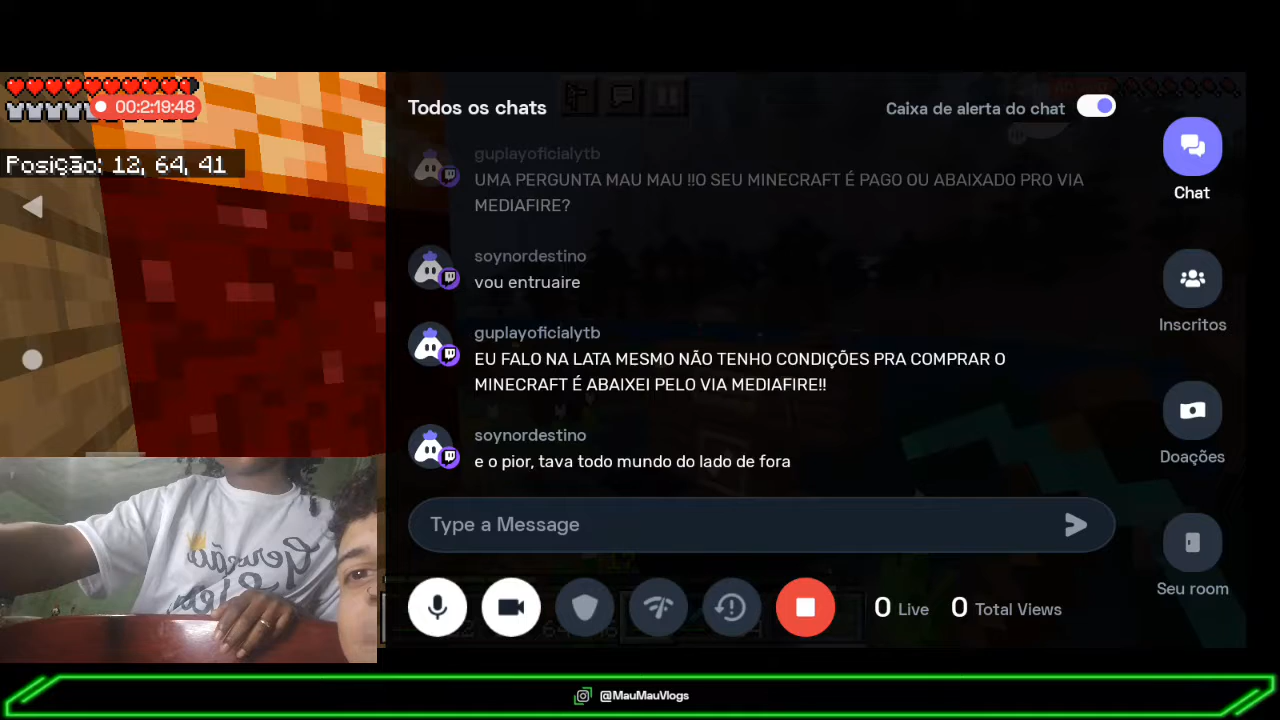 00:2:19:48
Posição: 12, 64, 41
Todos os chats
Caixa de alerta do chat
guplayoficialytb
UMA PERGUNTA MAU MAU !!O SEU MINECRAFT É PAGO OU ABAIXADO PRO VIA
MEDIAFIRE?
soynordestino
vou entruaire
guplayoficialytb
EU FALO NA LATA MESMO NÃO TENHO CONDIÇÕES PRA COMPRAR O
MINECRAFT É ABAIXEI PELO VIA MEDIAFIRE!!
soynordestino
e o pior, tava todo mundo do lado de fora
Type a Message
0 Live
0 Total Views
Chat
Inscritos
Doações
Seu room
Geração
@MauMauVlogs